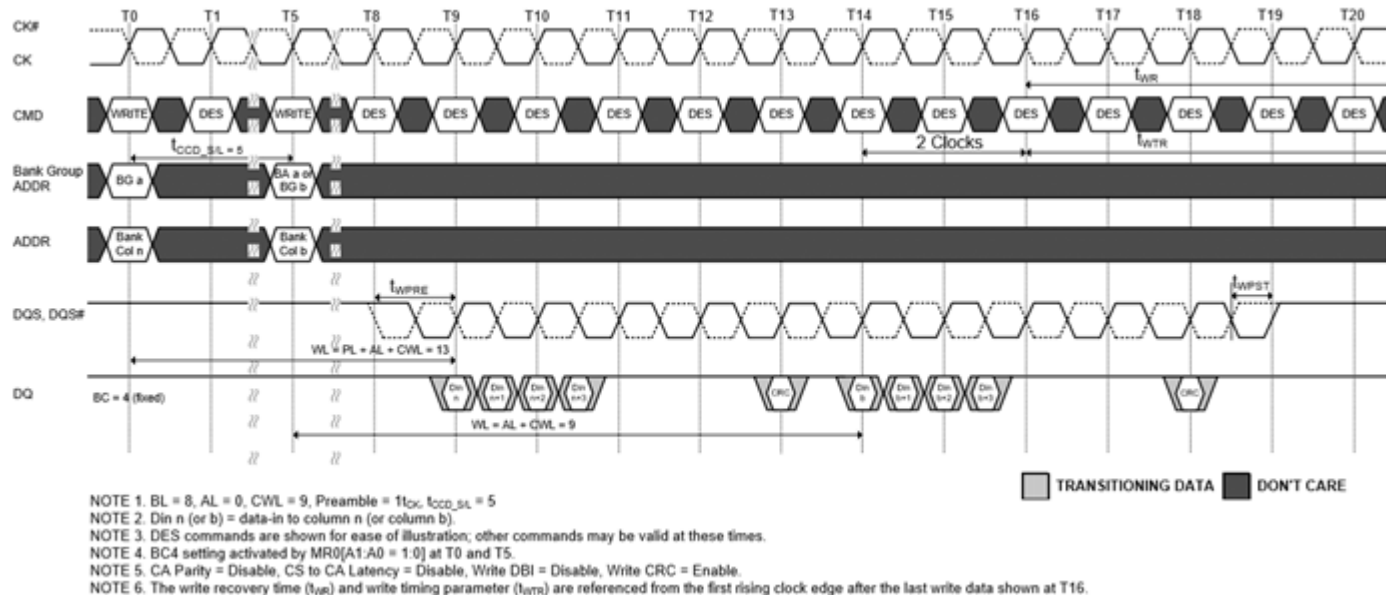 T0 T1 T5 T8 T9 T10 T11 T12 T13 T14 T15 T16 T17 T18 T19 T20
CK#
CK
tWR
CMD WRITE DES WRITE DES DES DES DES DES DES DES DES DES DES DES DES DES
tCCD_S/L = 5 2 Clocks tWTR
Bank Group
ADDR
BG a
BA a or
BG b
ADDR
Bank
Col n
Bank
Col b
tWPRE tWPST
DQS, DQS#
WL = PL + AL + CWL = 13
DQ
BC = 4 (fixed)
Din
n
Din
n+1
Din
n+2
Din
n+3
CRC
Din
b
Din
b+1
Din
b+2
Din
b+3
CRC
WL = AL + CWL = 9
TRANSITIONING DATA DON'T CARE
NOTE 1. BL = 8, AL = 0, CWL = 9, Preamble = 1tCK, tCCD_S/L = 5
NOTE 2. Din n (or b) = data-in to column n (or column b).
NOTE 3. DES commands are shown for ease of illustration; other commands may be valid at these times.
NOTE 4. BC4 setting activated by MR0[A1:A0 = 1:0] at T0 and T5.
NOTE 5. CA Parity = Disable, CS to CA Latency = Disable, Write DBI = Disable, Write CRC = Enable.
NOTE 6. The write recovery time (tWR) and write timing parameter (tWTR) are referenced from the first rising clock edge after the last write data shown at T16.